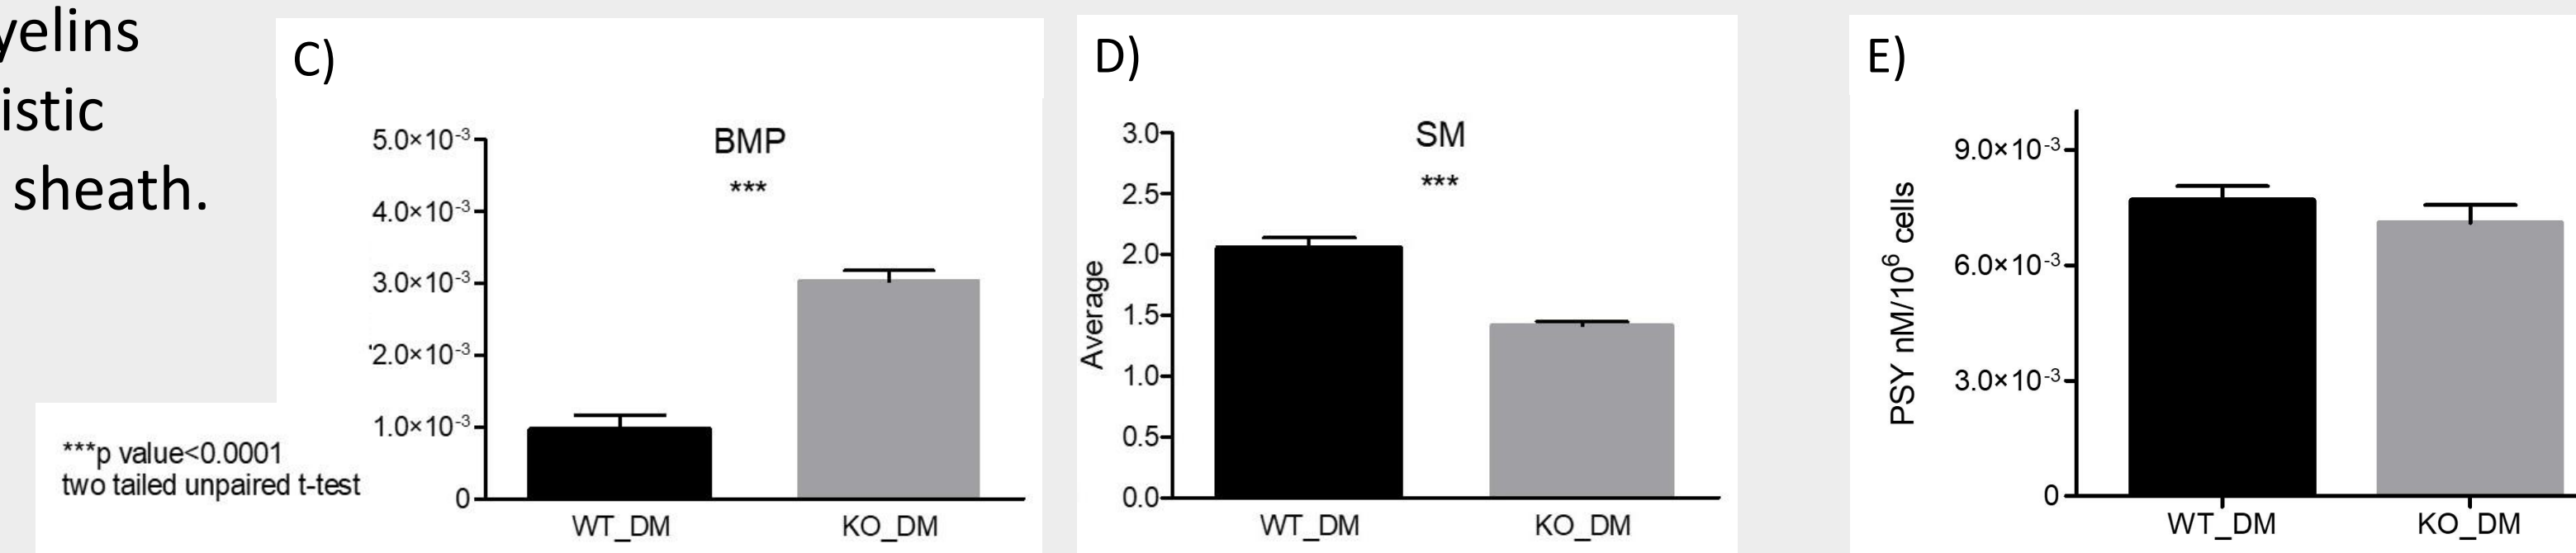 sheath.
C)
BMP
***
5.0×10⁻³
4.0×10⁻³
3.0×10⁻³
2.0×10⁻³
1.0×10⁻³
0
WT_DM KO_DM
***p value<0.0001
two tailed unpaired t-test
D)
SM
***
Average
3.0
2.5
2.0
1.5
1.0
0.5
0.0
WT_DM KO_DM
E)
PSY nM/10⁶ cells
9.0×10⁻³
6.0×10⁻³
3.0×10⁻³
0
WT_DM KO_DM